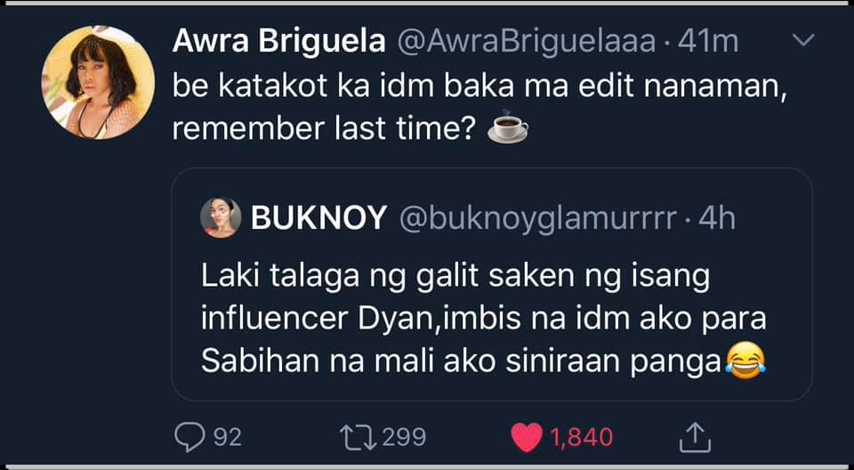 Awra Briguela @AwraBriguelaaa · 41m
be katakot ka idm baka ma edit nanaman,
remember last time? ☕
BUKNOY @buknoyglamurrrr · 4h
Laki talaga ng galit saken ng isang
influencer Dyan,imbis na idm ako para
Sabihan na mali ako siniraan panga😂
92 299 1,840